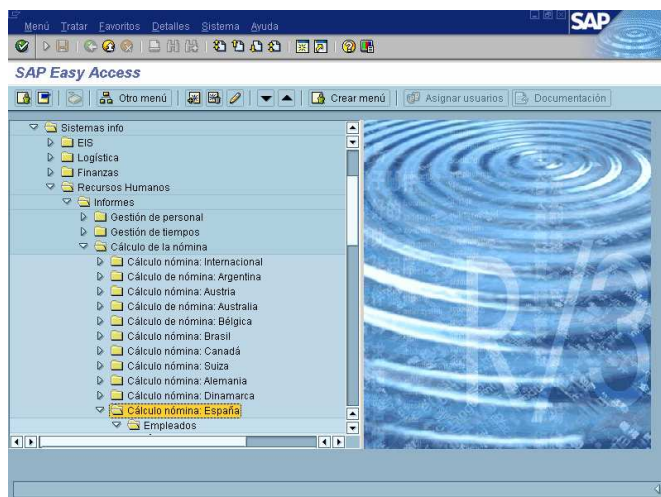 Menú Tratar Favoritos Detalles Sistema Ayuda
SAP
SAP Easy Access
Otro menú Crear menú Asignar usuarios Documentación
Sistemas info
EIS
Logística
Finanzas
Recursos Humanos
Informes
Gestión de personal
Gestión de tiempos
Cálculo de la nómina
Cálculo nómina: Internacional
Cálculo de nómina: Argentina
Cálculo nómina: Austria
Cálculo de nómina: Australia
Cálculo de nómina: Bélgica
Cálculo nómina: Brasil
Cálculo nómina: Canadá
Cálculo nómina: Suiza
Cálculo nómina: Alemania
Cálculo nómina: Dinamarca
Cálculo nómina: España
Empleados
R/3